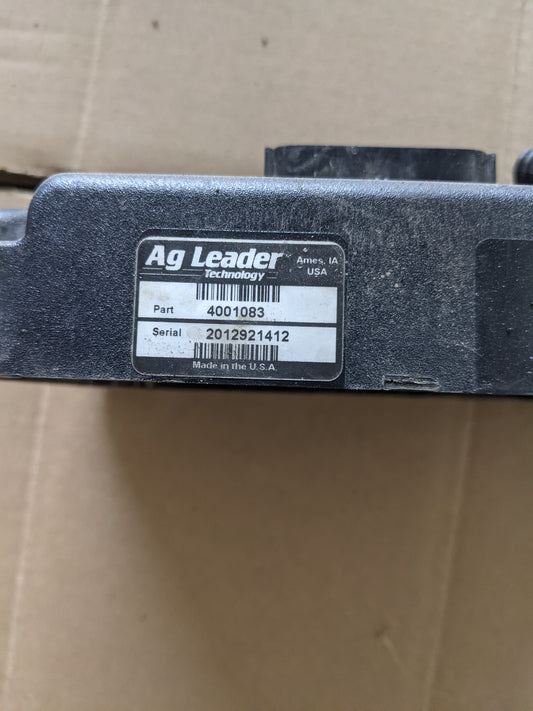 Ag Leader
Technology
Ames, IA
USA
Part 4001083
Serial 2012921412
Made in the U.S.A.